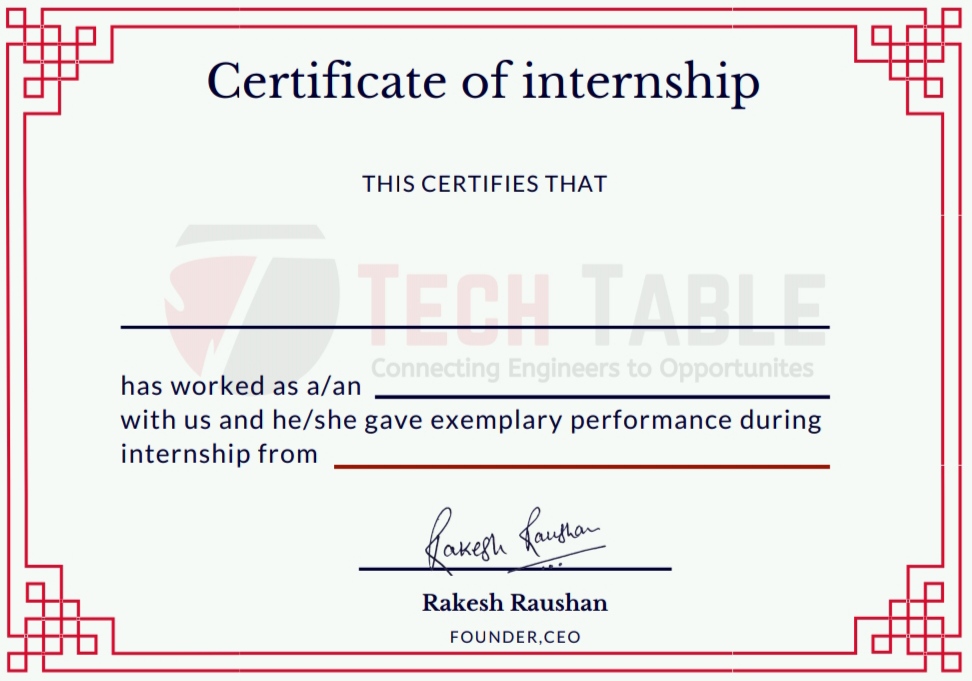 Certificate of internship
THIS CERTIFIES THAT
TECH TABLE
Connecting Engineers to Opportunites
has worked as a/an
with us and he/she gave exemplary performance during
internship from
Rakesh Raushan
Rakesh Raushan
FOUNDER,CEO